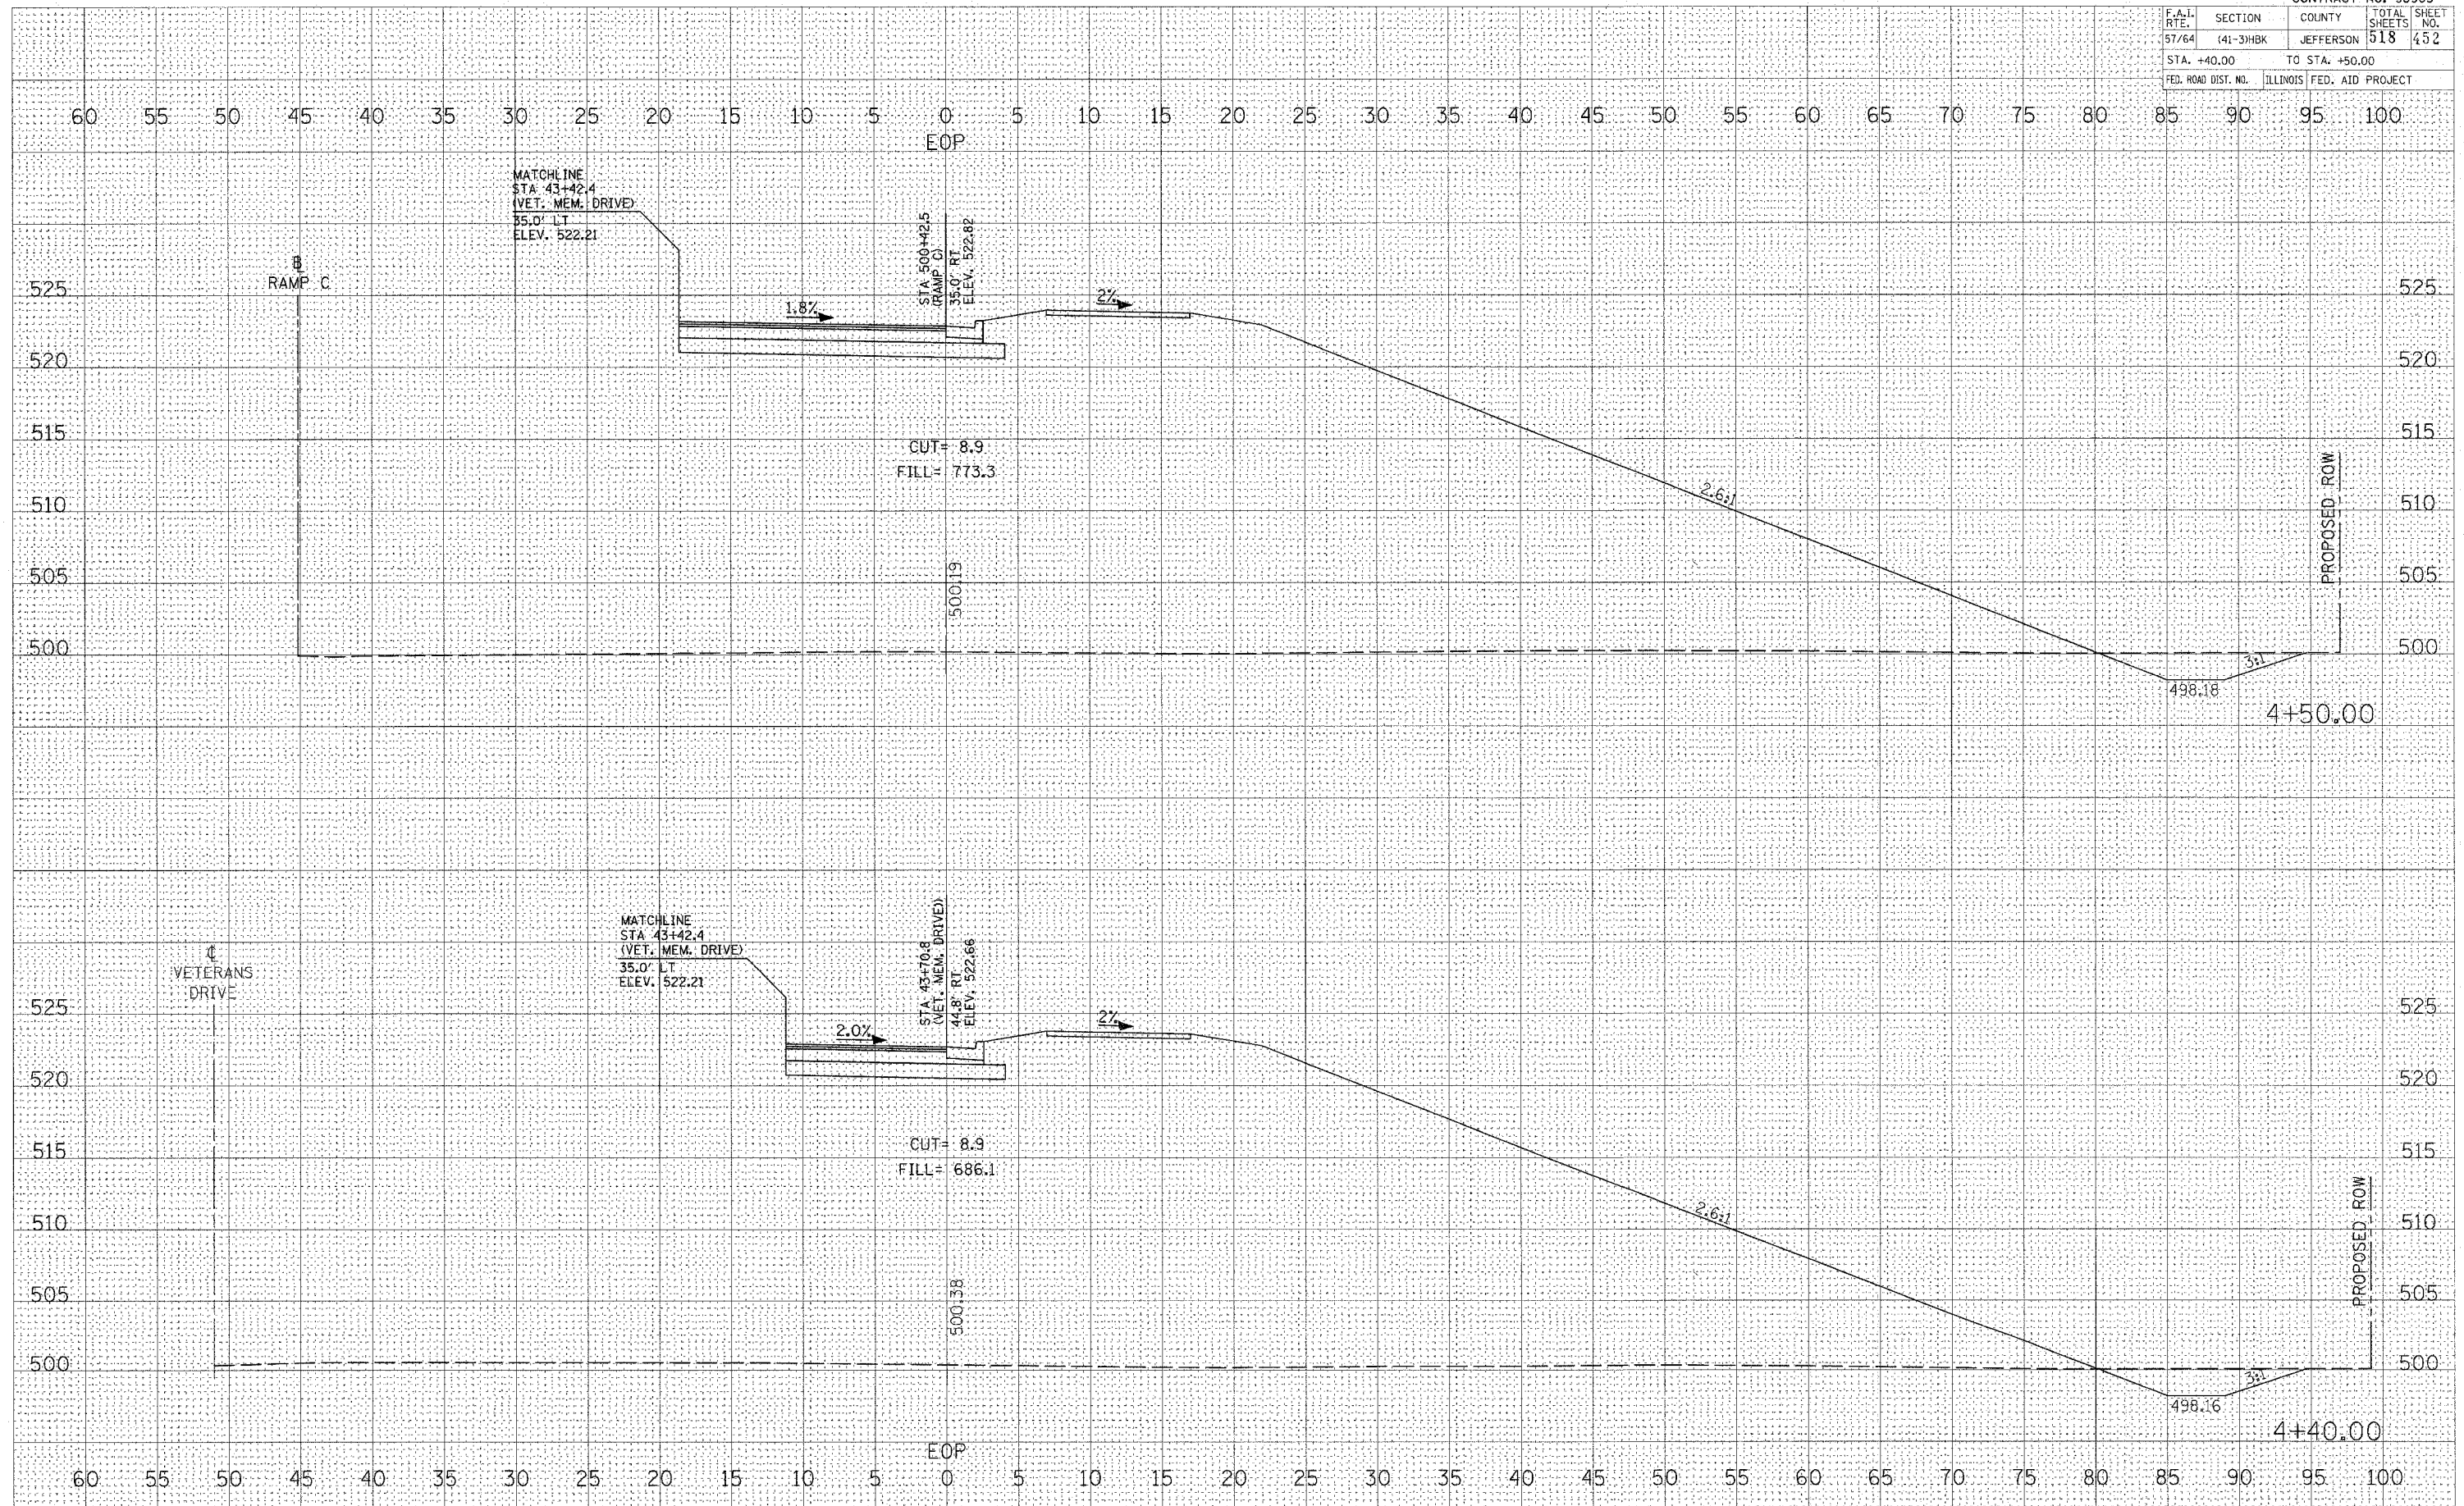 F.A.I. RTE. SECTION COUNTY TOTAL SHEETS SHEET NO.
57/64 (41-3)HBK JEFFERSON 518 452
STA. +40.00 TO STA. +50.00
FED. ROAD DIST. NO. ILLINOIS FED. AID PROJECT
60 55 50 45 40 35 30 25 20 15 10 5 0 5 10 15 20 25 30 35 40 45 50 55 60 65 70 75 80 85 90 95 100
EOP
MATCHLINE
STA 43+42.4
(VET. MEM. DRIVE)
35.0' LT
ELEV. 522.21
STA 500+42.5
(RAMP C)
35.0' RT
ELEV. 522.82
℄
RAMP C
525 525
1.8%
2%
520 520
515 515
CUT= 8.9
FILL= 773.3
2.6:1
PROPOSED ROW
510 510
505 505
500.19
500 500
3:1
498.18
4+50.00
MATCHLINE
STA 43+42.4
(VET. MEM. DRIVE)
35.0' LT
ELEV. 522.21
STA 43+70.8
(VET. MEM. DRIVE))
44.8' RT
ELEV. 522.66
℄
VETERANS
DRIVE
525 525
2.0%
2%
520 520
515 515
CUT= 8.9
FILL= 686.1
2.6:1
PROPOSED ROW
510 510
505 505
500.38
500 500
3:1
498.16
4+40.00
EOP
60 55 50 45 40 35 30 25 20 15 10 5 0 5 10 15 20 25 30 35 40 45 50 55 60 65 70 75 80 85 90 95 100